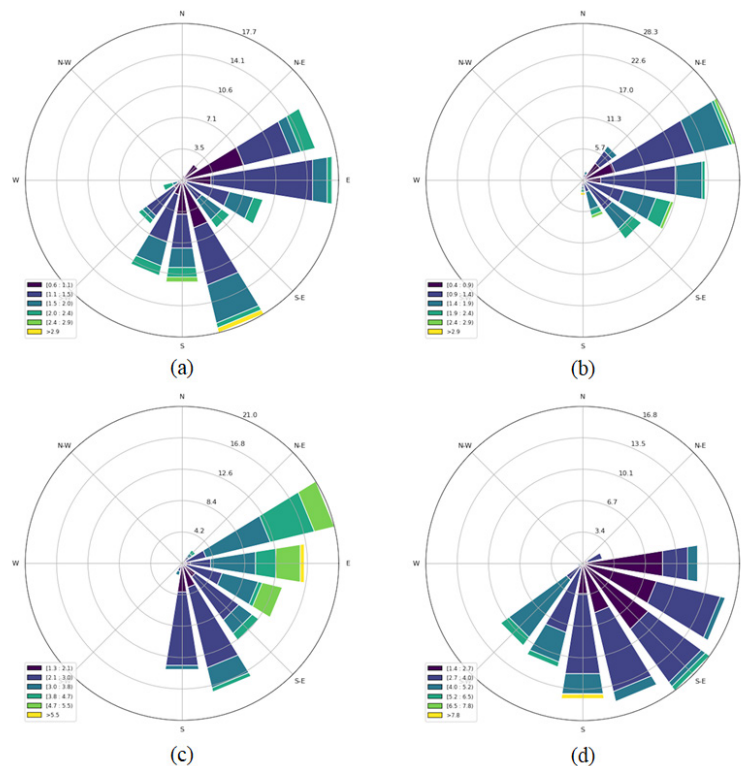 N
17.7
N-W
14.1
N-E
10.6
7.1
3.5
W
E
[0.6 : 1.1)
[1.1 : 1.5)
[1.5 : 2.0)
[2.0 : 2.4)
[2.4 : 2.9)
>2.9
S-E
S
(a)
N
28.3
N-W
22.6
N-E
17.0
11.3
5.7
W
E
[0.4 : 0.9)
[0.9 : 1.4)
[1.4 : 1.9)
[1.9 : 2.4)
[2.4 : 2.9)
>2.9
S-E
S
(b)
N
21.0
N-W
16.8
N-E
12.6
8.4
4.2
W
E
[1.3 : 2.1)
[2.1 : 3.0)
[3.0 : 3.8)
[3.8 : 4.7)
[4.7 : 5.5)
>5.5
S-E
S
(c)
N
16.8
N-W
13.5
N-E
10.1
6.7
3.4
W
E
[1.4 : 2.7)
[2.7 : 4.0)
[4.0 : 5.2)
[5.2 : 6.5)
[6.5 : 7.8)
>7.8
S-E
S
(d)